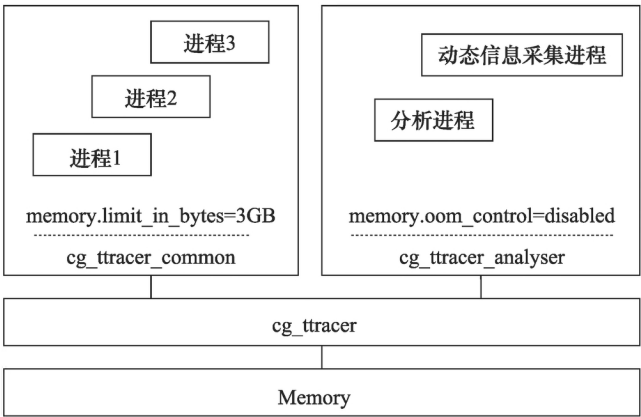 进程3
进程2
进程1
memory.limit_in_bytes=3GB
cg_ttracer_common
动态信息采集进程
分析进程
memory.oom_control=disabled
cg_ttracer_analyser
cg_ttracer
Memory